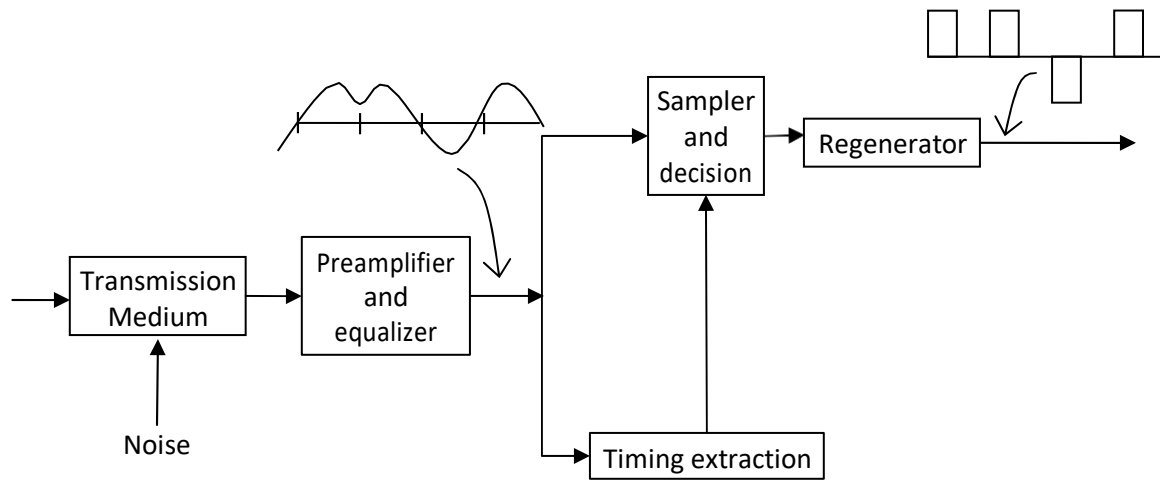 Sampler
and
decision
Regenerator
Transmission
Medium
Preamplifier
and
equalizer
Noise
Timing extraction